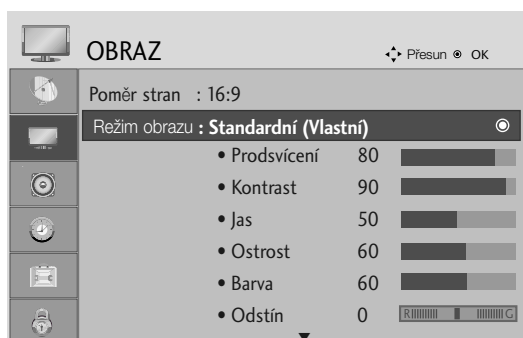 OBRAZ
Přesun OK
Poměr stran : 16:9
Režim obrazu : Standardní (Vlastní)
• Prodsvícení 80
• Kontrast 90
• Jas 50
• Ostrost 60
• Barva 60
• Odstín 0 R G